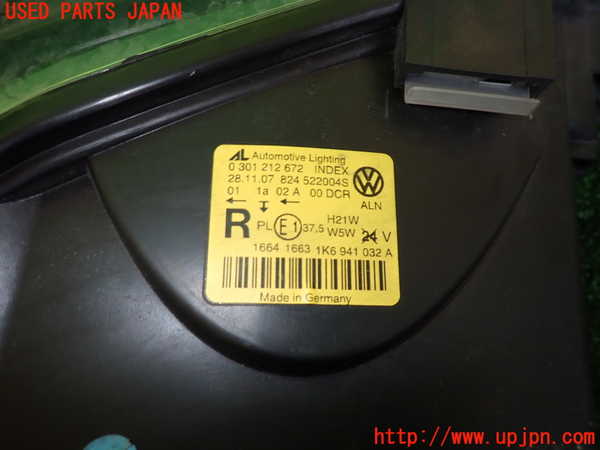 USED PARTS JAPAN
AL Automotive Lighting
0 301 212 672 INDEX
28.11.07 824 522004S
01 1a 02 A 00 DCR
ALN
R PL E1 37,5 H21W
W5W 24 V
1664 1663 1K6 941 032 A
Made in Germany
http://www.upjpn.com/